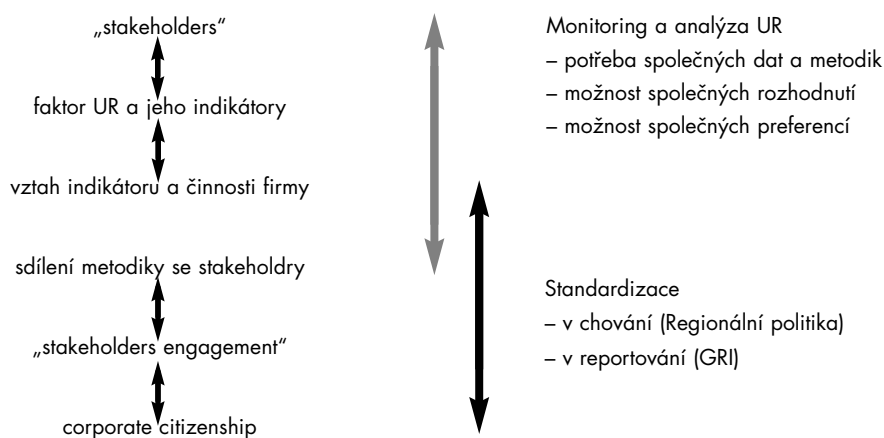 „stakeholders“
faktor UR a jeho indikátory
vztah indikátoru a činnosti firmy
sdílení metodiky se stakeholdry
„stakeholders engagement“
corporate citizenship
Monitoring a analýza UR
– potřeba společných dat a metodik
– možnost společných rozhodnutí
– možnost společných preferencí
Standardizace
– v chování (Regionální politika)
– v reportování (GRI)